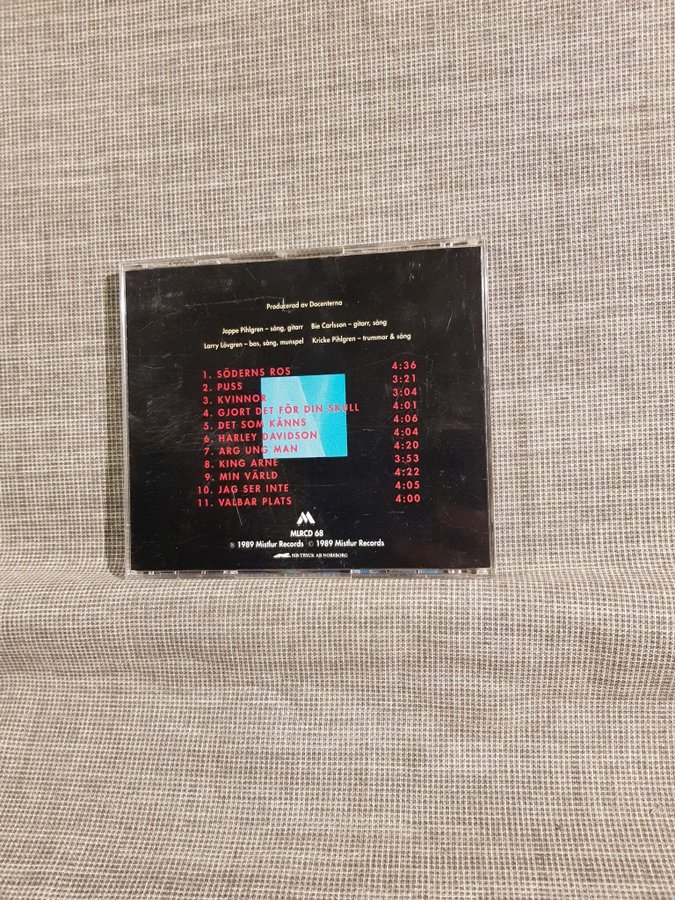 Producerad av Docenterna
Joppe Pihlgren – sång, gitarr Bie Carlsson – gitarr, sång
Larry Lövgren – bas, sång, munspel Kricke Pihlgren – trummor & sång
1. SÖDERNS ROS 4:36
2. PUSS 3:21
3. KVINNOR 3:04
4. GJORT DET FÖR DIN SKULL 4:01
5. DET SOM KÄNNS 4:06
6. HARLEY DAVIDSON 4:04
7. ARG UNG MAN 4:20
8. KING ARNE 3:53
9. MIN VÄRLD 4:22
10. JAG SER INTE 4:05
11. VALBAR PLATS 4:00
MLRCD 68
℗ 1989 Mistlur Records © 1989 Mistlur Records
TRYCK AB NORSBORG